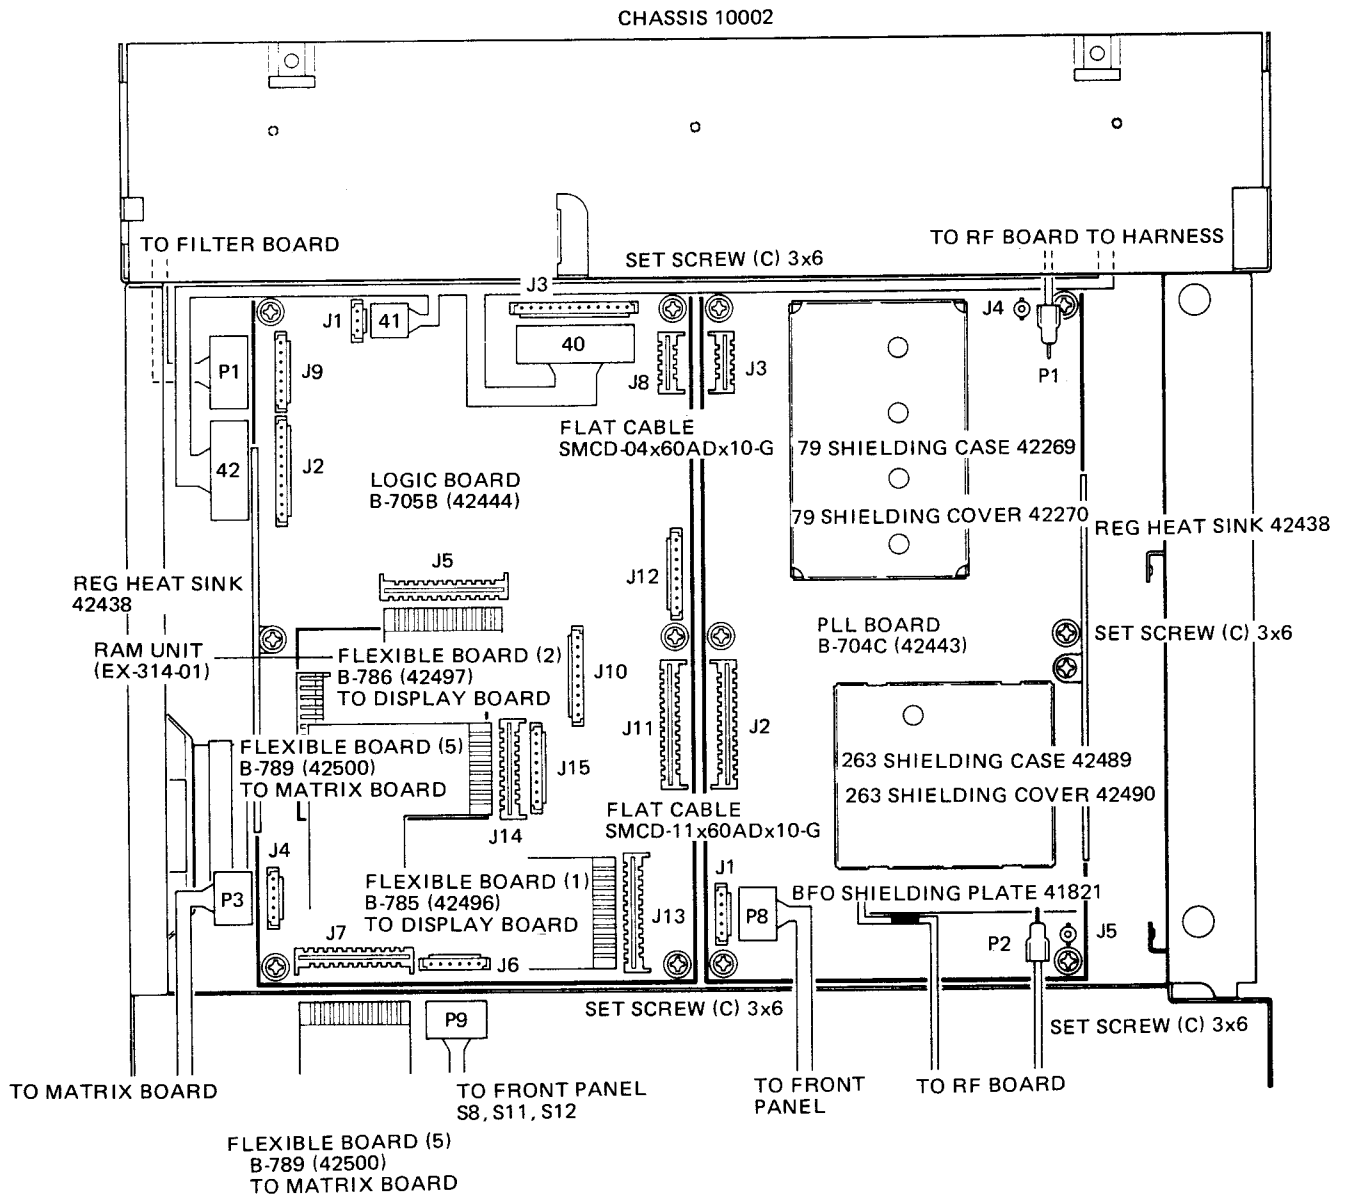 CHASSIS 10002
TO FILTER BOARD
TO RF BOARD TO HARNESS
SET SCREW (C) 3x6
J3
J1
41
J4
40
P1
J9
J8
J3
P1
FLAT CABLE
SMCD-04x60ADx10-G
79 SHIELDING CASE 42269
42
J2
LOGIC BOARD
B-705B (42444)
79 SHIELDING COVER 42270
REG HEAT SINK 42438
J5
J12
REG HEAT SINK
42438
PLL BOARD
B-704C (42443)
SET SCREW (C) 3x6
RAM UNIT
(EX-314-01)
FLEXIBLE BOARD (2)
B-786 (42497)
TO DISPLAY BOARD
J10
J11
J2
FLEXIBLE BOARD (5)
B-789 (42500)
TO MATRIX BOARD
J15
263 SHIELDING CASE 42489
263 SHIELDING COVER 42490
FLAT CABLE
SMCD-11x60ADx10-G
J14
J4
J1
FLEXIBLE BOARD (1)
B-785 (42496)
TO DISPLAY BOARD
BFO SHIELDING PLATE 41821
P3
J13
P8
J7
J6
P2
J5
SET SCREW (C) 3x6
P9
SET SCREW (C) 3x6
TO MATRIX BOARD
TO FRONT PANEL
S8, S11, S12
TO FRONT
PANEL
TO RF BOARD
FLEXIBLE BOARD (5)
B-789 (42500)
TO MATRIX BOARD